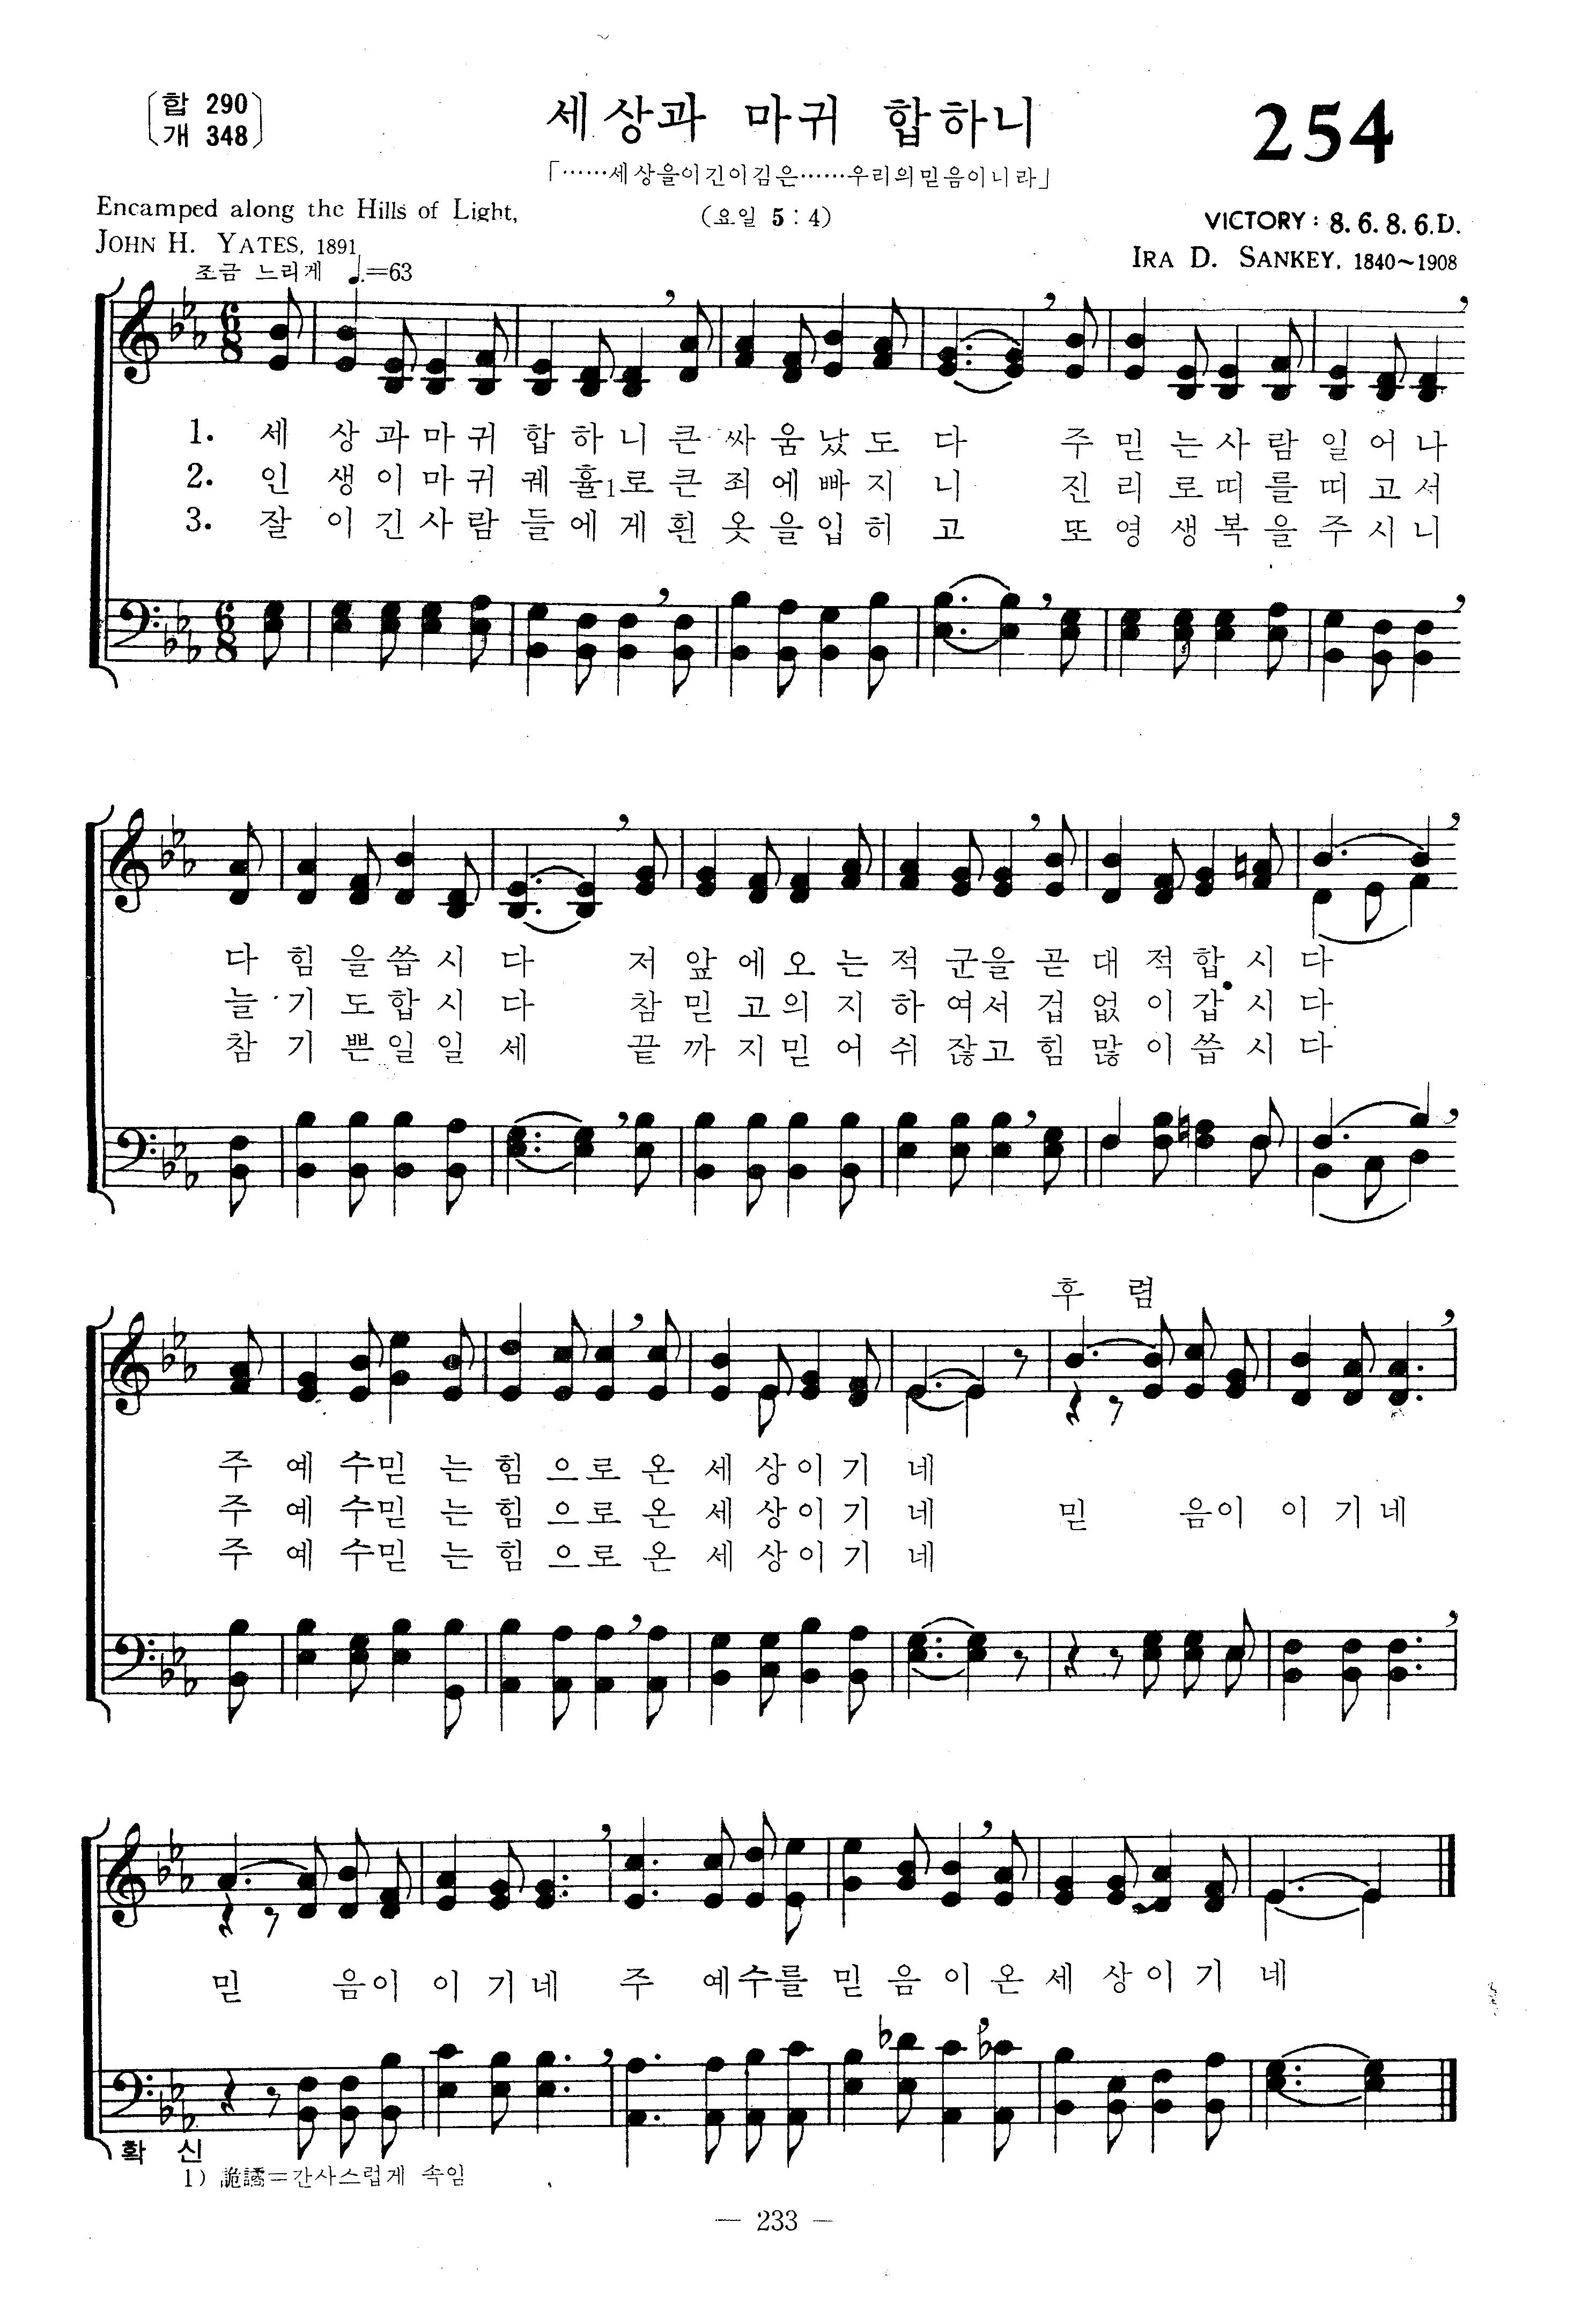 합 290
개 348
세상과 마귀 합하니
254
「……세상을이긴이김은……우리의믿음이니라」
(요일 5 : 4)
Encamped along the Hills of Light,
JOHN H. YATES, 1891
VICTORY : 8. 6. 8. 6. D.
IRA D. SANKEY, 1840~1908
조금 느리게 ♩.=63
1. 세 상 과 마 귀 합 하 니 큰 싸 움 났 도 다 주 믿 는 사 람 일 어 나
2. 인 생 이 마 귀 궤 휼1 로 큰 죄 에 빠 지 니 진 리 로 띠 를 띠 고 서
3. 잘 이 긴 사 람 들 에 게 흰 옷 을 입 히 고 또 영 생 복 을 주 시 니
다 힘 을 씁 시 다 저 앞 에 오 는 적 군 을 곧 대 적 합 시 다
늘 기 도 합 시 다 참 믿 고 의 지 하 여 서 겁 없 이 갑 시 다
참 기 쁜 일 일 세 끝 까 지 믿 어 쉬 잖 고 힘 많 이 씁 시 다
후 렴
주 예 수 믿 는 힘 으 로 온 세 상 이 기 네
주 예 수 믿 는 힘 으 로 온 세 상 이 기 네 믿 음 이 이 기 네
주 예 수 믿 는 힘 으 로 온 세 상 이 기 네
믿 음 이 이 기 네 주 예 수 를 믿 음 이 온 세 상 이 기 네
확 신
1) 詭譎=간사스럽게 속임
— 233 —